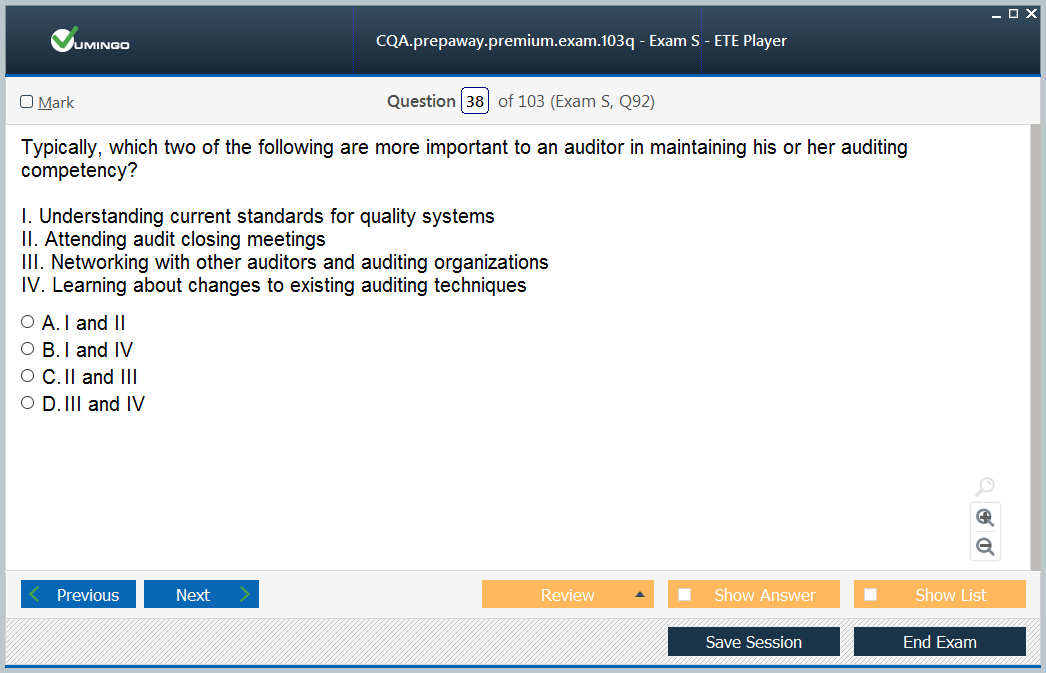 VUMINGO
CQA.prepaway.premium.exam.103q - Exam S - ETE Player
Mark
Question 38 of 103 (Exam S, Q92)
Typically, which two of the following are more important to an auditor in maintaining his or her auditing
competency?
I. Understanding current standards for quality systems
II. Attending audit closing meetings
III. Networking with other auditors and auditing organizations
IV. Learning about changes to existing auditing techniques
A. I and II
B. I and IV
C. II and III
D. III and IV
Previous
Next
Review
Show Answer
Show List
Save Session
End Exam